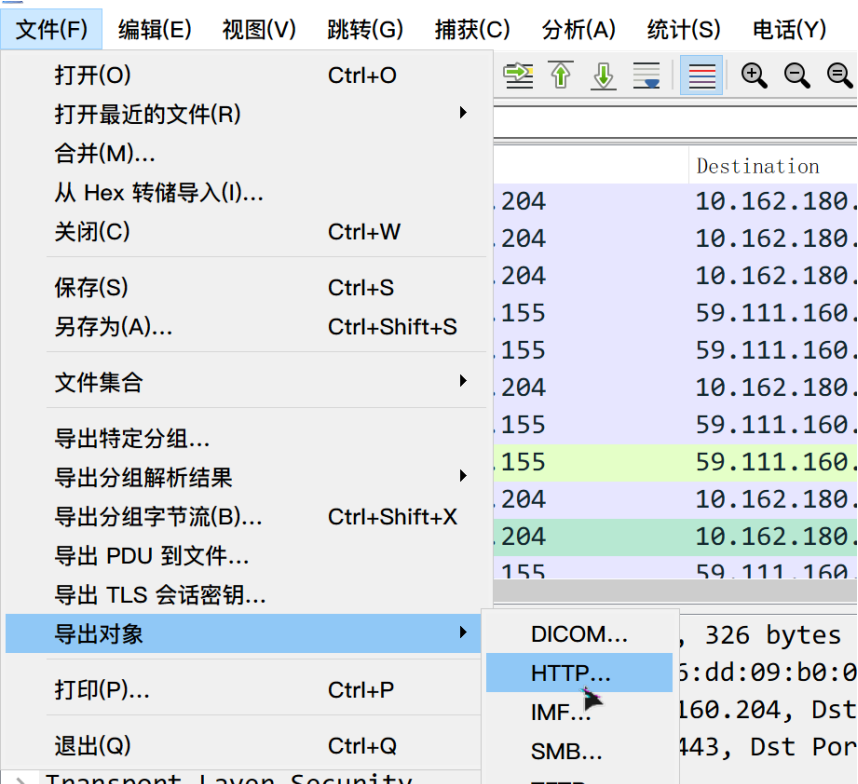 文件(F) 编辑(E) 视图(V) 跳转(G) 捕获(C) 分析(A) 统计(S) 电话(Y)
打开(O) Ctrl+O
打开最近的文件(R)
合并(M)...
从 Hex 转储导入(I)...
关闭(C) Ctrl+W
保存(S) Ctrl+S
另存为(A)... Ctrl+Shift+S
文件集合
导出特定分组...
导出分组解析结果
导出分组字节流(B)... Ctrl+Shift+X
导出 PDU 到文件...
导出 TLS 会话密钥...
导出对象
打印(P)... Ctrl+P
退出(Q) Ctrl+Q
DICOM...
HTTP...
IMF...
SMB...
Destination
.204 10.162.180.
.204 10.162.180.
.204 10.162.180.
.155 59.111.160.
.155 59.111.160.
.204 10.162.180.
.155 59.111.160.
.155 59.111.160.
.204 10.162.180.
.204 10.162.180.
.155 59.111.160.
, 326 bytes
6:dd:09:b0:0
160.204, Dst
443, Dst Por
Transport Layer Security